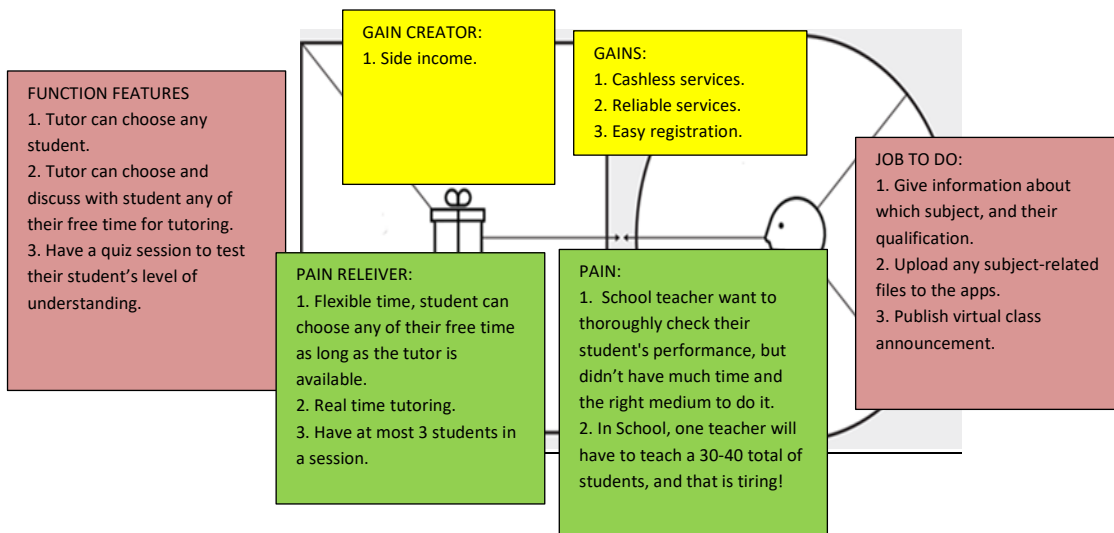 GAIN CREATOR:
1. Side income.
GAINS:
1. Cashless services.
2. Reliable services.
3. Easy registration.
FUNCTION FEATURES
1. Tutor can choose any
student.
2. Tutor can choose and
discuss with student any of
their free time for tutoring.
3. Have a quiz session to test
their student’s level of
understanding.
JOB TO DO:
1. Give information about
which subject, and their
qualification.
2. Upload any subject-related
files to the apps.
3. Publish virtual class
announcement.
PAIN RELEIVER:
1. Flexible time, student can
choose any of their free time
as long as the tutor is
available.
2. Real time tutoring.
3. Have at most 3 students in
a session.
PAIN:
1. School teacher want to
thoroughly check their
student's performance, but
didn’t have much time and
the right medium to do it.
2. In School, one teacher will
have to teach a 30-40 total of
students, and that is tiring!